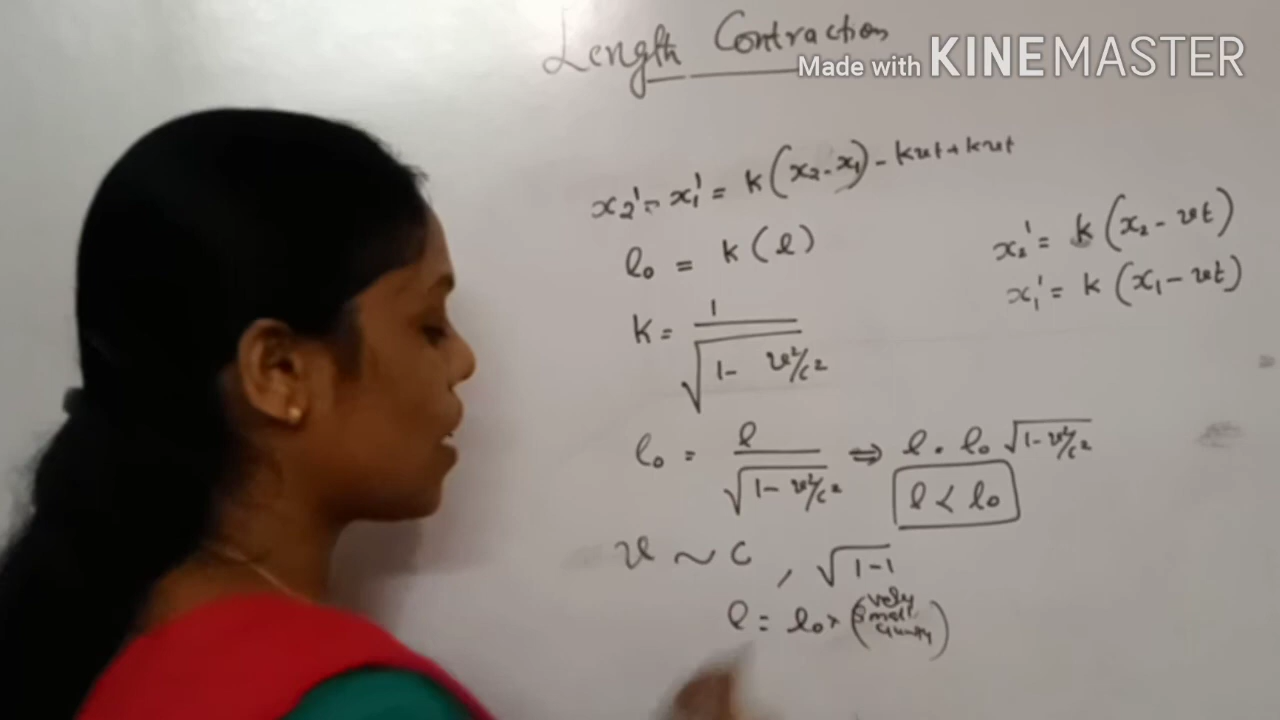 Length Contraction
Made with KINEMASTER
x₂' - x₁' = k(x₂ - x₁) - kvt + kvt
l₀ = k(l)
x₂' = k(x₂ - vt)
x₁' = k(x₁ - vt)
k = 1/√(1 - v²/c²)
l₀ = l/√(1 - v²/c²) ⇒ l = l₀ √(1 - v²/c²)
l < l₀
v ~ c, √(1-1)
l = l₀ × (very small